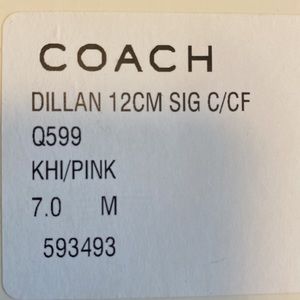 COACH
DILLAN 12CM SIG C/CF
Q599
KHI/PINK
7.0 M
593493